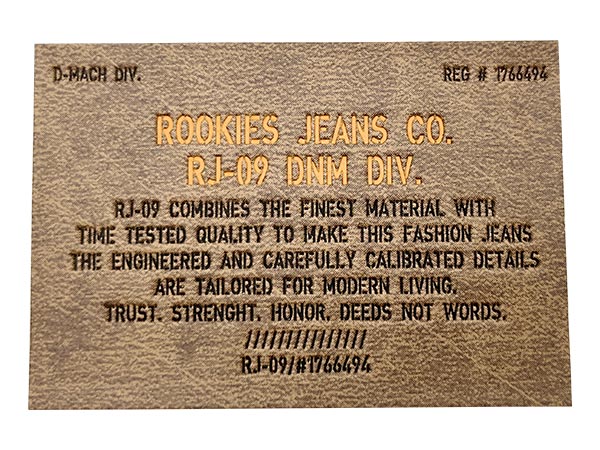 D-MACH DIV. REG # 1766494
ROOKIES JEANS CO.
RJ-09 DNM DIV.
RJ-09 COMBINES THE FINEST MATERIAL WITH
TIME TESTED QUALITY TO MAKE THIS FASHION JEANS
THE ENGINEERED AND CAREFULLY CALIBRATED DETAILS
ARE TAILORED FOR MODERN LIVING.
TRUST. STRENGHT. HONOR. DEEDS NOT WORDS.
//////////////
RJ-09/#1766494